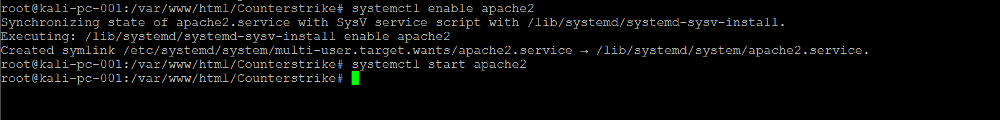 root@kali-pc-001:/var/www/html/Counterstrike# systemctl enable apache2
Synchronizing state of apache2.service with SysV service script with /lib/systemd/systemd-sysv-install.
Executing: /lib/systemd/systemd-sysv-install enable apache2
Created symlink /etc/systemd/system/multi-user.target.wants/apache2.service → /lib/systemd/system/apache2.service.
root@kali-pc-001:/var/www/html/Counterstrike# systemctl start apache2
root@kali-pc-001:/var/www/html/Counterstrike#